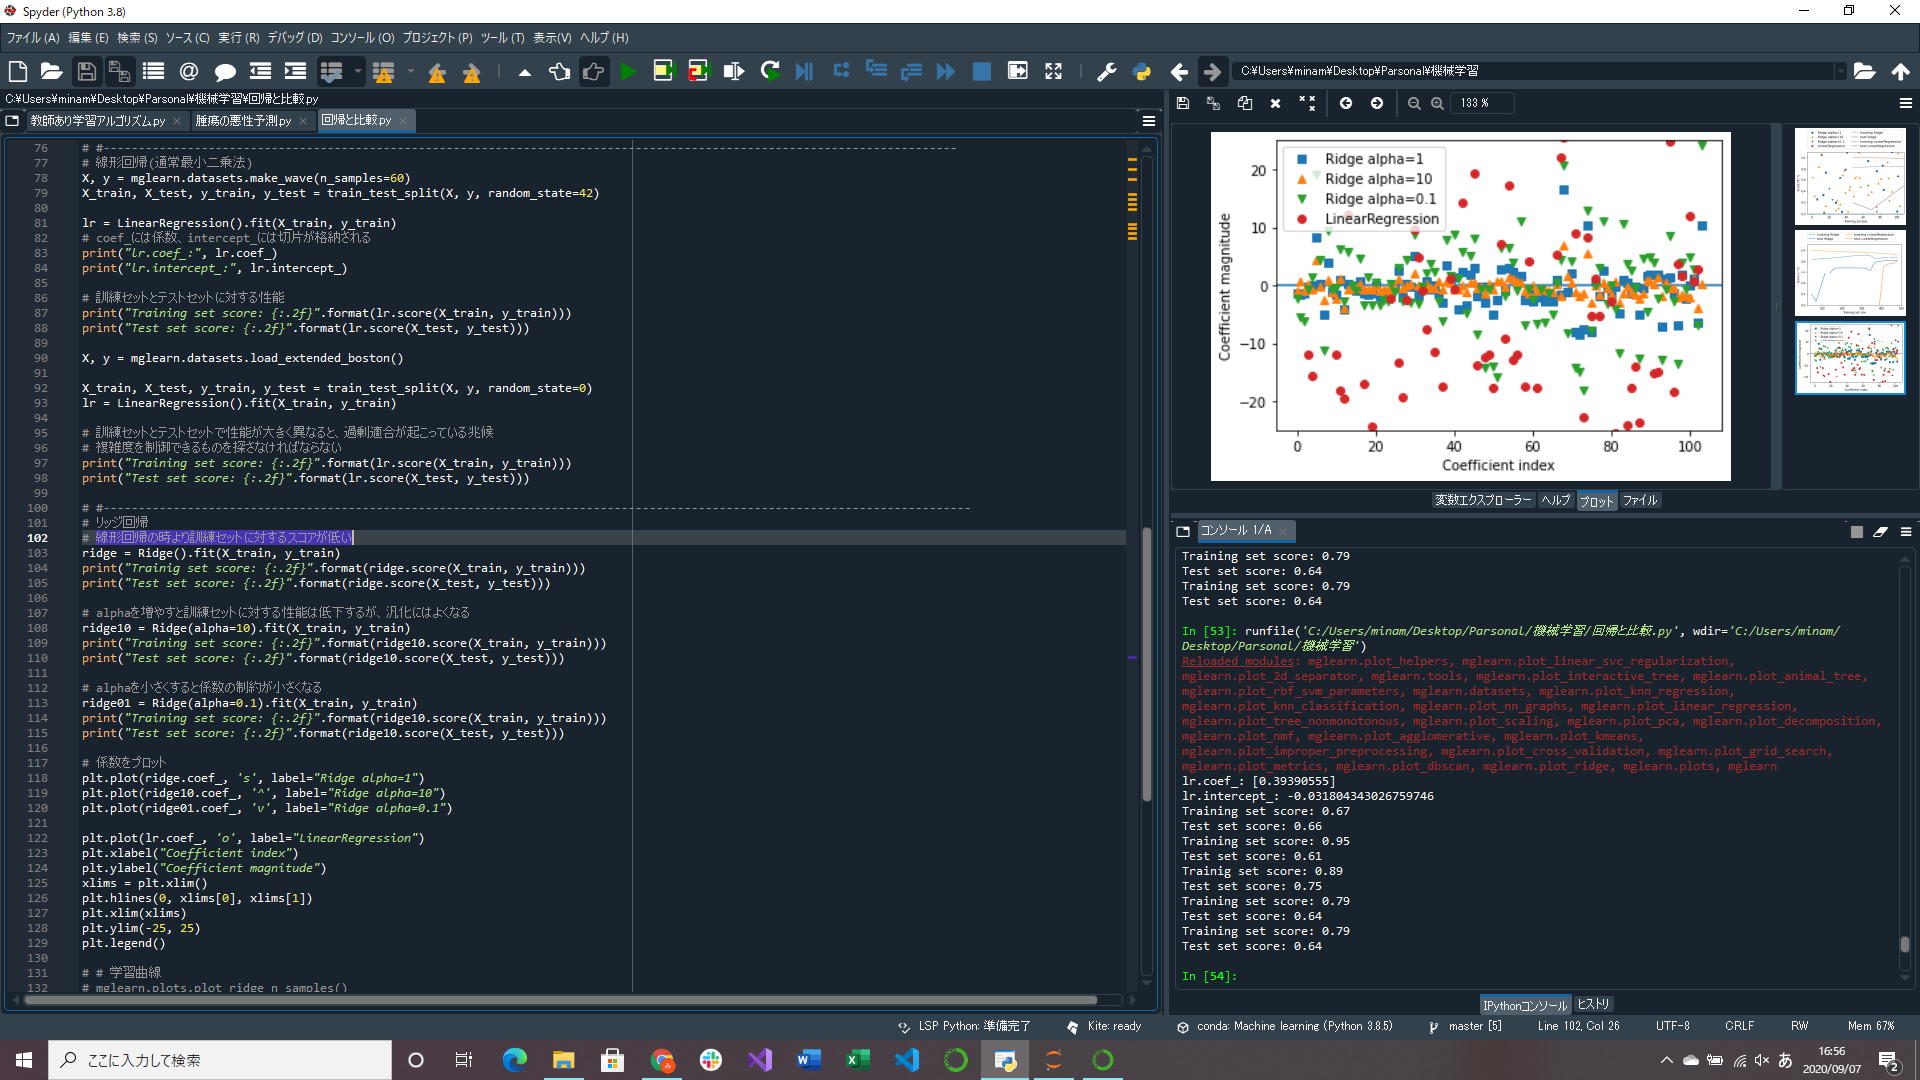 Spyder (Python 3.8)
ファイル (A) 編集 (E) 検索 (S) ソース (C) 実行 (R) デバッグ (D) コンソール (O) プロジェクト (P) ツール (T) 表示(V) ヘルプ (H)
C:¥Users¥minam¥Desktop¥Parsonal¥機械学習
C:¥Users¥minam¥Desktop¥Parsonal¥機械学習¥回帰と比較.py
教師あり学習アルゴリズム.py
腫瘍の悪性予測.py
回帰と比較.py
76 # #
77 # 線形回帰(通常最小二乗法)
78 X, y = mglearn.datasets.make_wave(n_samples=60)
79 X_train, X_test, y_train, y_test = train_test_split(X, y, random_state=42)
80
81 lr = LinearRegression().fit(X_train, y_train)
82 # coef_には係数、intercept_には切片が格納される
83 print("lr.coef_:", lr.coef_)
84 print("lr.intercept_:", lr.intercept_)
85
86 # 訓練セットとテストセットに対する性能
87 print("Training set score: {:.2f}".format(lr.score(X_train, y_train)))
88 print("Test set score: {:.2f}".format(lr.score(X_test, y_test)))
89
90 X, y = mglearn.datasets.load_extended_boston()
91
92 X_train, X_test, y_train, y_test = train_test_split(X, y, random_state=0)
93 lr = LinearRegression().fit(X_train, y_train)
94
95 # 訓練セットとテストセットで性能が大きく異なると、過剰適合が起こっている兆候
96 # 複雑度を制御できるものを探さなければならない
97 print("Training set score: {:.2f}".format(lr.score(X_train, y_train)))
98 print("Test set score: {:.2f}".format(lr.score(X_test, y_test)))
99
100 # #
101 # リッジ回帰
102 # 線形回帰の時より訓練セットに対するスコアが低い
103 ridge = Ridge().fit(X_train, y_train)
104 print("Trainig set score: {:.2f}".format(ridge.score(X_train, y_train)))
105 print("Test set score: {:.2f}".format(ridge.score(X_test, y_test)))
106
107 # alphaを増やすと訓練セットに対する性能は低下するが、汎化にはよくなる
108 ridge10 = Ridge(alpha=10).fit(X_train, y_train)
109 print("Training set score: {:.2f}".format(ridge10.score(X_train, y_train)))
110 print("Test set score: {:.2f}".format(ridge10.score(X_test, y_test)))
111
112 # alphaを小さくすると係数の制約が小さくなる
113 ridge01 = Ridge(alpha=0.1).fit(X_train, y_train)
114 print("Training set score: {:.2f}".format(ridge10.score(X_train, y_train)))
115 print("Test set score: {:.2f}".format(ridge10.score(X_test, y_test)))
116
117 # 係数をプロット
118 plt.plot(ridge.coef_, 's', label="Ridge alpha=1")
119 plt.plot(ridge10.coef_, '^', label="Ridge alpha=10")
120 plt.plot(ridge01.coef_, 'v', label="Ridge alpha=0.1")
121
122 plt.plot(lr.coef_, 'o', label="LinearRegression")
123 plt.xlabel("Coefficient index")
124 plt.ylabel("Coefficient magnitude")
125 xlims = plt.xlim()
126 plt.hlines(0, xlims[0], xlims[1])
127 plt.xlim(xlims)
128 plt.ylim(-25, 25)
129 plt.legend()
130
131 # # 学習曲線
132 # mglearn.plots.plot_ridge_n_samples()
133 %
Ridge alpha=1
Ridge alpha=10
Ridge alpha=0.1
LinearRegression
20
10
0
−10
−20
Coefficient magnitude
0 20 40 60 80 100
Coefficient index
変数エクスプローラー ヘルプ プロット ファイル
コンソール 1/A
Training set score: 0.79
Test set score: 0.64
Training set score: 0.79
Test set score: 0.64
In [53]: runfile('C:/Users/minam/Desktop/Parsonal/機械学習/回帰と比較.py', wdir='C:/Users/minam/
Desktop/Parsonal/機械学習')
Reloaded modules: mglearn.plot_helpers, mglearn.plot_linear_svc_regularization,
mglearn.plot_2d_separator, mglearn.tools, mglearn.plot_interactive_tree, mglearn.plot_animal_tree,
mglearn.plot_rbf_svm_parameters, mglearn.datasets, mglearn.plot_knn_regression,
mglearn.plot_knn_classification, mglearn.plot_nn_graphs, mglearn.plot_linear_regression,
mglearn.plot_tree_nonmonotonous, mglearn.plot_scaling, mglearn.plot_pca, mglearn.plot_decomposition,
mglearn.plot_nmf, mglearn.plot_agglomerative, mglearn.plot_kmeans,
mglearn.plot_improper_preprocessing, mglearn.plot_cross_validation, mglearn.plot_grid_search,
mglearn.plot_metrics, mglearn.plot_dbscan, mglearn.plot_ridge, mglearn.plots, mglearn
lr.coef_: [0.39390555]
lr.intercept_: -0.031804343026759746
Training set score: 0.67
Test set score: 0.66
Training set score: 0.95
Test set score: 0.61
Trainig set score: 0.89
Test set score: 0.75
Training set score: 0.79
Test set score: 0.64
Training set score: 0.79
Test set score: 0.64
In [54]:
IPythonコンソール ヒストリ
LSP Python: 準備完了 Kite: ready conda: Machine learning (Python 3.8.5) master [5] Line 102, Col 26 UTF-8 CRLF RW Mem 67%
ここに入力して検索
あ
16:56
2020/09/07
2